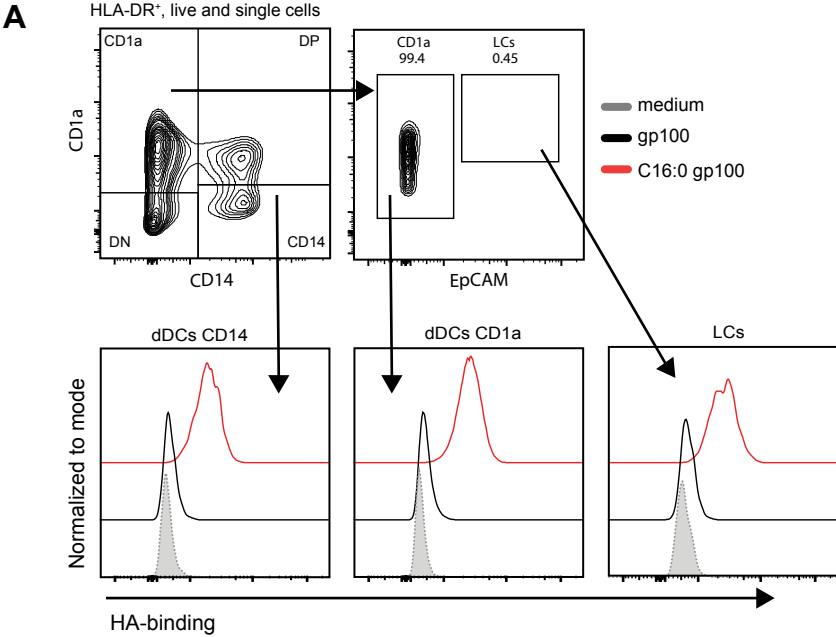 A
HLA-DR⁺, live and single cells
CD1a
DP
DN
CD14
CD1a
CD14
CD1a
99.4
LCs
0.45
EpCAM
medium
gp100
C16:0 gp100
dDCs CD14
dDCs CD1a
LCs
Normalized to mode
HA-binding